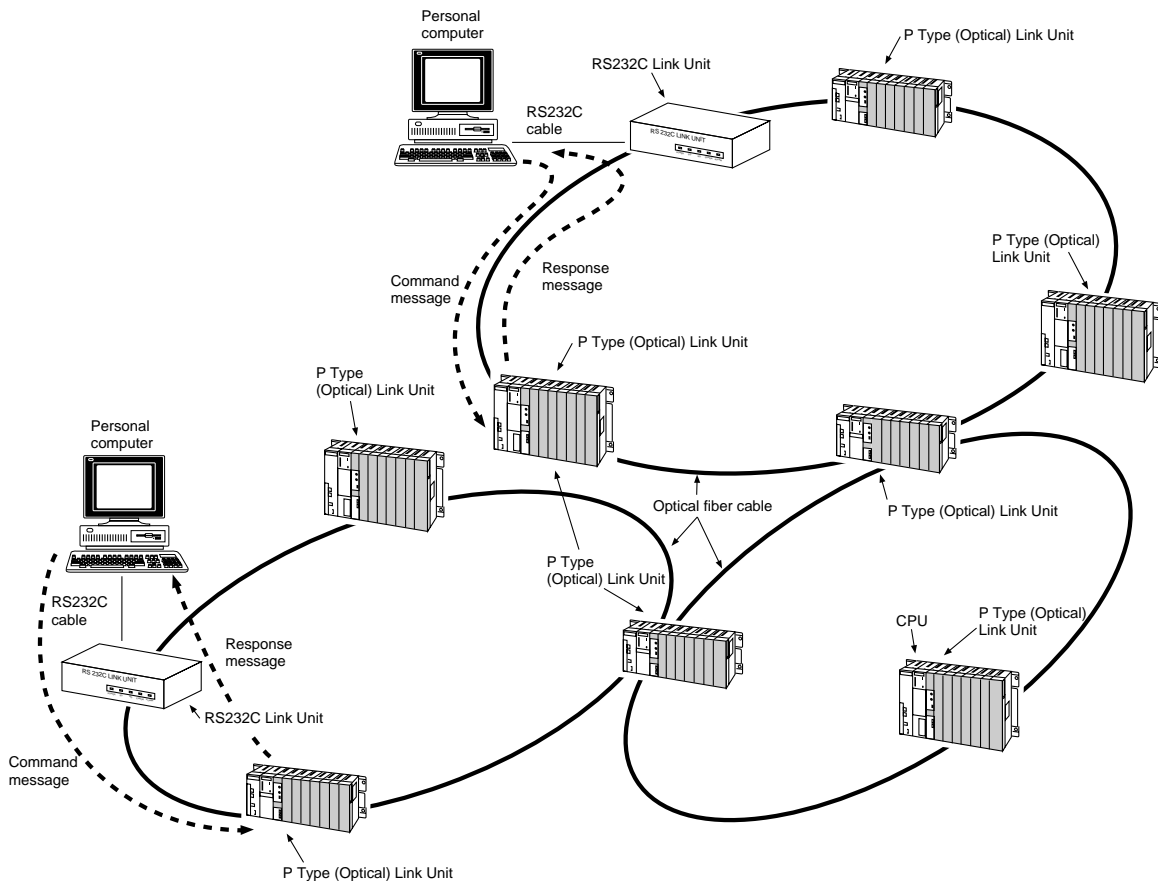 Personal
computer
P Type (Optical) Link Unit
RS232C Link Unit
RS232C
cable
RS 232C LINK UNIT
P Type (Optical)
Link Unit
Command
message
Response
message
P Type (Optical) Link Unit
P Type
(Optical) Link Unit
Personal
computer
Optical fiber cable
P Type (Optical) Link Unit
P Type
(Optical) Link Unit
RS232C
cable
CPU
P Type (Optical)
Link Unit
Response
message
RS 232C LINK UNIT
RS232C Link Unit
Command
message
P Type (Optical) Link Unit